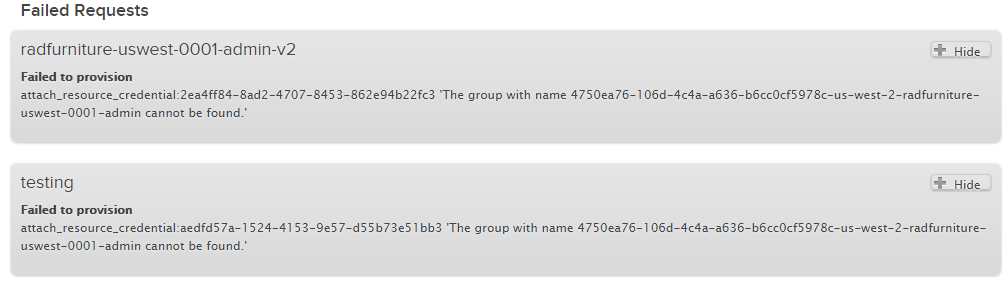 Failed Requests
radfurniture-uswest-0001-admin-v2
Hide
Failed to provision
attach_resource_credential:2ea4ff84-8ad2-4707-8453-862e94b22fc3 'The group with name 4750ea76-106d-4c4a-a636-b6cc0cf5978c-us-west-2-radfurniture-
uswest-0001-admin cannot be found.'
testing
Hide
Failed to provision
attach_resource_credential:aedfd57a-1524-4153-9e57-d55b73e51bb3 'The group with name 4750ea76-106d-4c4a-a636-b6cc0cf5978c-us-west-2-radfurniture-
uswest-0001-admin cannot be found.'